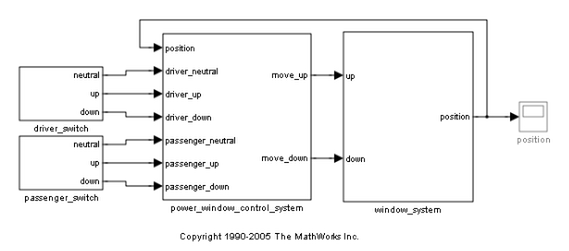 position
driver_neutral
driver_up
driver_down
passenger_neutral
passenger_up
passenger_down
move_up
move_down
power_window_control_system
neutral
up
down
driver_switch
neutral
up
down
passenger_switch
up
down
position
window_system
position
Copyright 1990-2005 The MathWorks Inc.